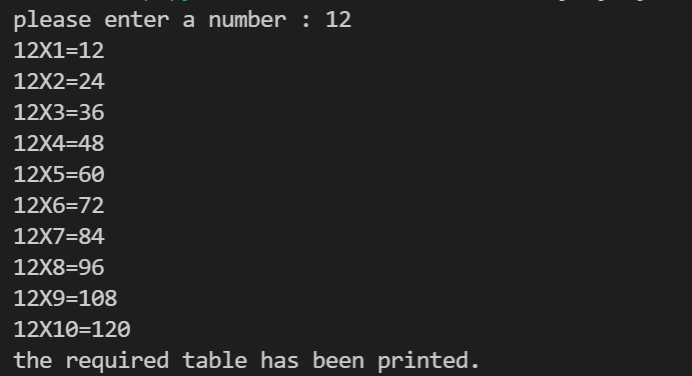 please enter a number : 12
12X1=12
12X2=24
12X3=36
12X4=48
12X5=60
12X6=72
12X7=84
12X8=96
12X9=108
12X10=120
the required table has been printed.